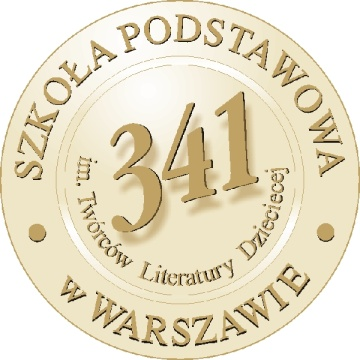 SZKOŁA PODSTAWOWA
341
im. Twórców Literatury Dziecięcej
w WARSZAWIE